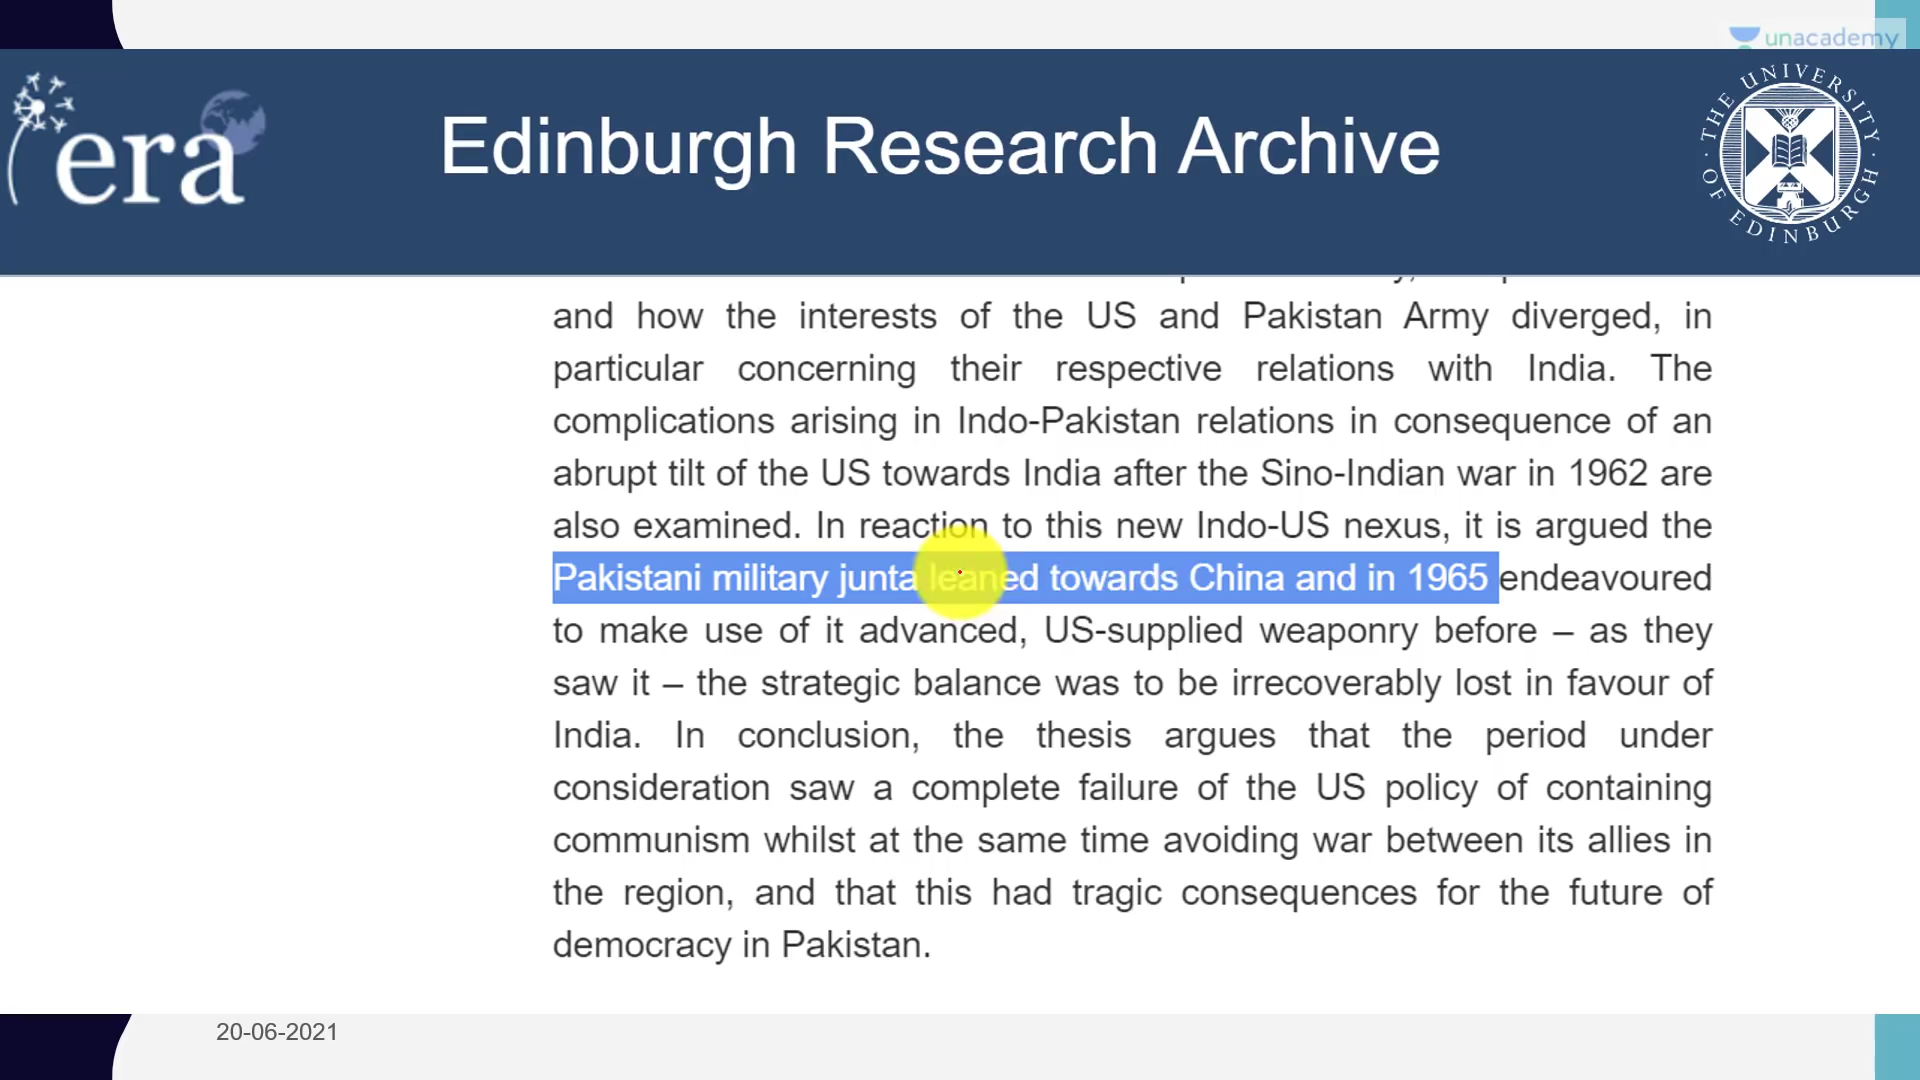 unacademy
era
Edinburgh Research Archive
THE UNIVERSITY OF EDINBURGH
and how the interests of the US and Pakistan Army diverged, in
particular concerning their respective relations with India. The
complications arising in Indo-Pakistan relations in consequence of an
abrupt tilt of the US towards India after the Sino-Indian war in 1962 are
also examined. In reaction to this new Indo-US nexus, it is argued the
Pakistani military junta leaned towards China and in 1965 endeavoured
to make use of it advanced, US-supplied weaponry before – as they
saw it – the strategic balance was to be irrecoverably lost in favour of
India. In conclusion, the thesis argues that the period under
consideration saw a complete failure of the US policy of containing
communism whilst at the same time avoiding war between its allies in
the region, and that this had tragic consequences for the future of
democracy in Pakistan.
20-06-2021